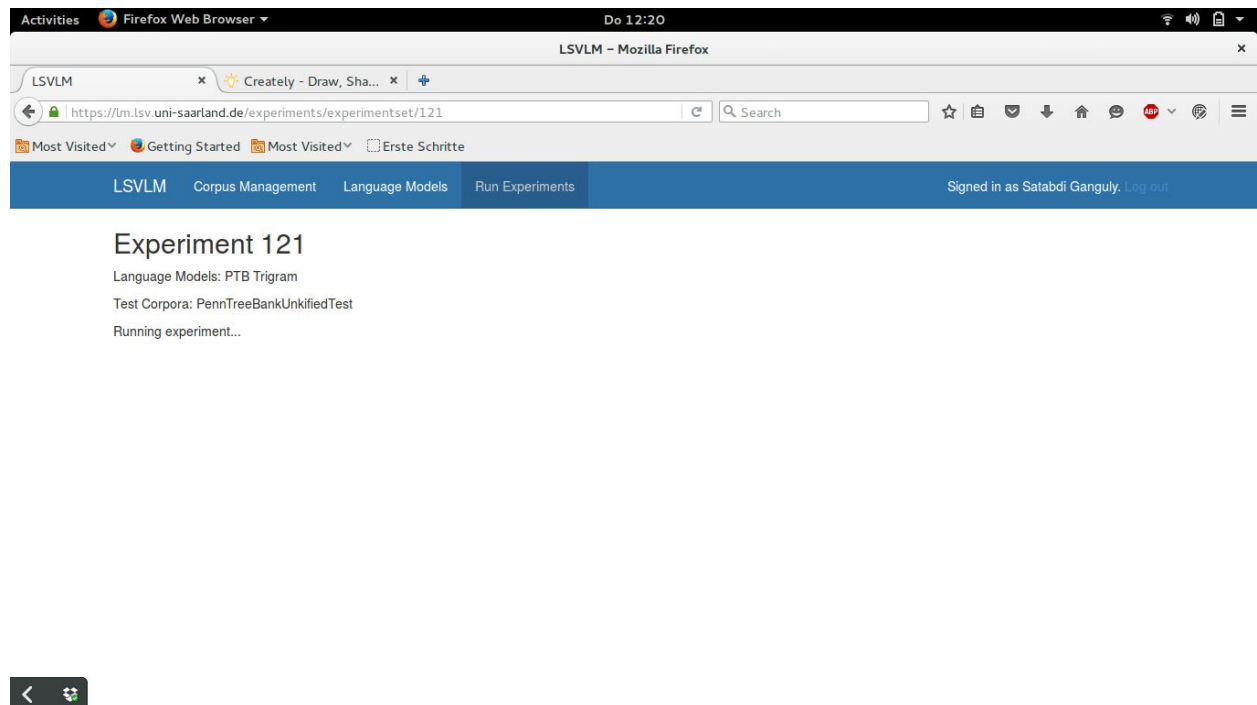 Activities Firefox Web Browser Do 12:20
LSVLM – Mozilla Firefox
LSVLM Creately - Draw, Sha...
https://lm.lsv.uni-saarland.de/experiments/experimentset/121 Search ABP
Most Visited Getting Started Most Visited Erste Schritte
LSVLM Corpus Management Language Models Run Experiments Signed in as Satabdi Ganguly. Log out
Experiment 121
Language Models: PTB Trigram
Test Corpora: PennTreeBankUnkifiedTest
Running experiment...